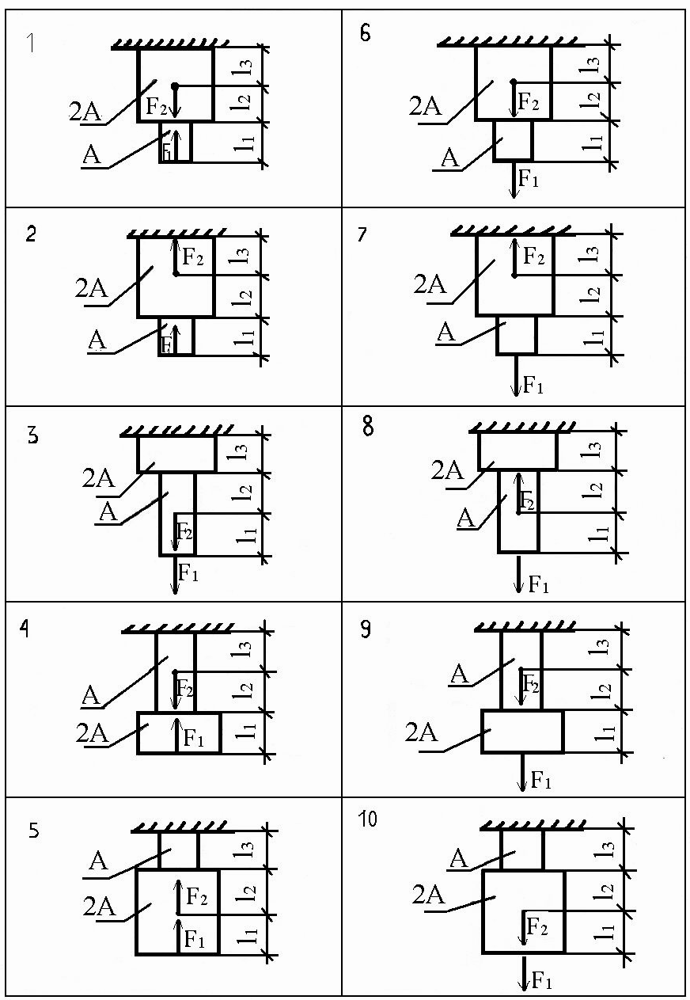 1
2A
A
F₂
F₁
l₃
l₂
l₁
6
2A
A
F₂
F₁
l₃
l₂
l₁
2
2A
A
F₂
F₁
l₃
l₂
l₁
7
2A
A
F₂
F₁
l₃
l₂
l₁
3
2A
A
F₂
F₁
l₃
l₂
l₁
8
2A
A
F₂
F₁
l₃
l₂
l₁
4
A
2A
F₂
F₁
l₃
l₂
l₁
9
A
2A
F₂
F₁
l₃
l₂
l₁
5
A
2A
F₂
F₁
l₃
l₂
l₁
10
A
2A
F₂
F₁
l₃
l₂
l₁